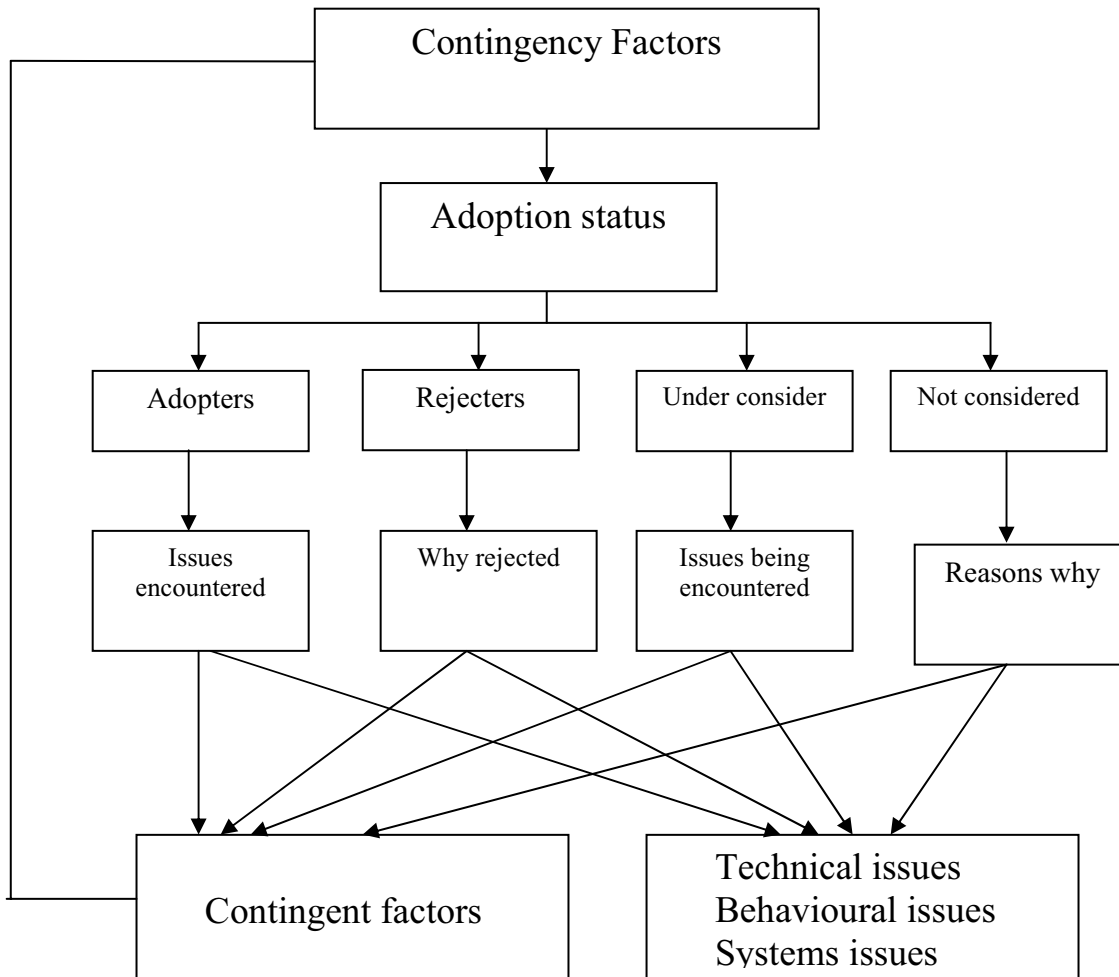 Contingency Factors
Adoption status
Adopters
Rejecters
Under consider
Not considered
Issues
encountered
Why rejected
Issues being
encountered
Reasons why
Contingent factors
Technical issues
Behavioural issues
Systems issues